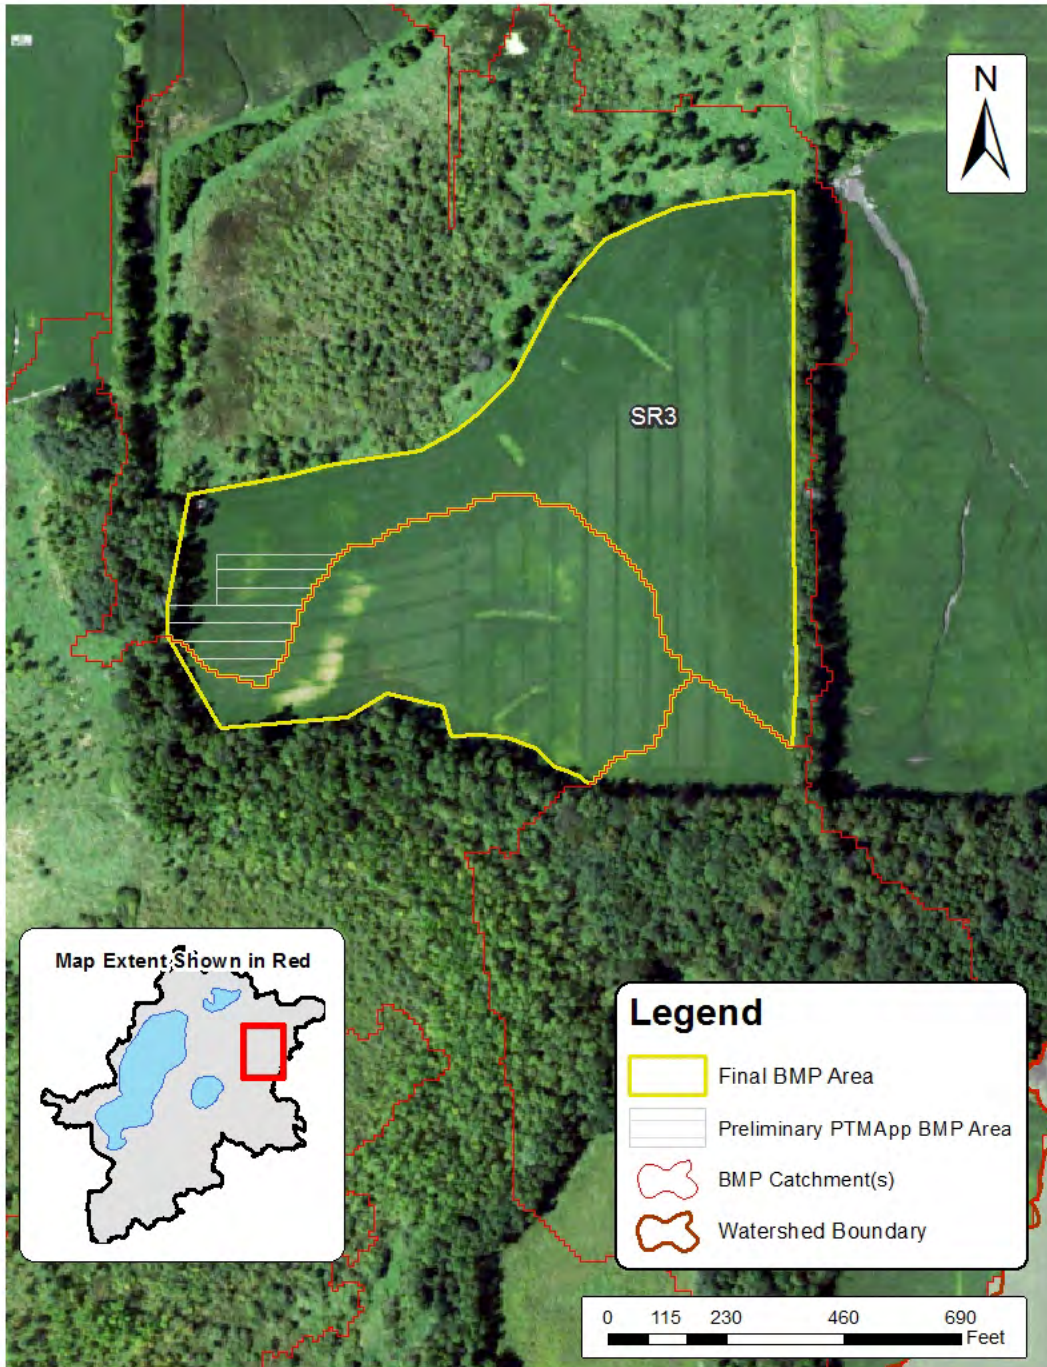 N
SR3
Map Extent Shown in Red
Legend
Final BMP Area
Preliminary PTMApp BMP Area
BMP Catchment(s)
Watershed Boundary
0 115 230 460 690
Feet